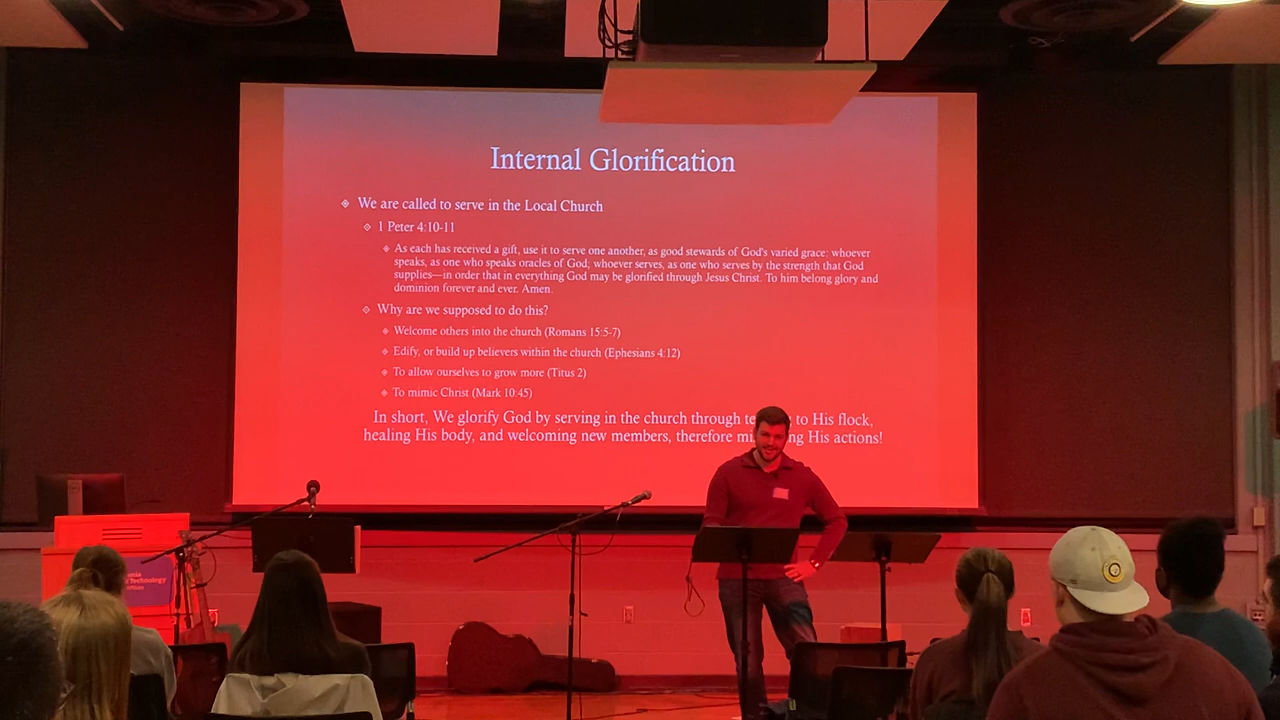 Internal Glorification
We are called to serve in the Local Church
1 Peter 4:10-11
As each has received a gift, use it to serve one another, as good stewards of God's varied grace: whoever
speaks, as one who speaks oracles of God; whoever serves, as one who serves by the strength that God
supplies—in order that in everything God may be glorified through Jesus Christ. To him belong glory and
dominion forever and ever. Amen.
Why are we supposed to do this?
Welcome others into the church (Romans 15:5-7)
Edify, or build up believers within the church (Ephesians 4:12)
To allow ourselves to grow more (Titus 2)
To mimic Christ (Mark 10:45)
In short, We glorify God by serving in the church through to His flock,
healing His body, and welcoming new members, therefore His actions!
Technology